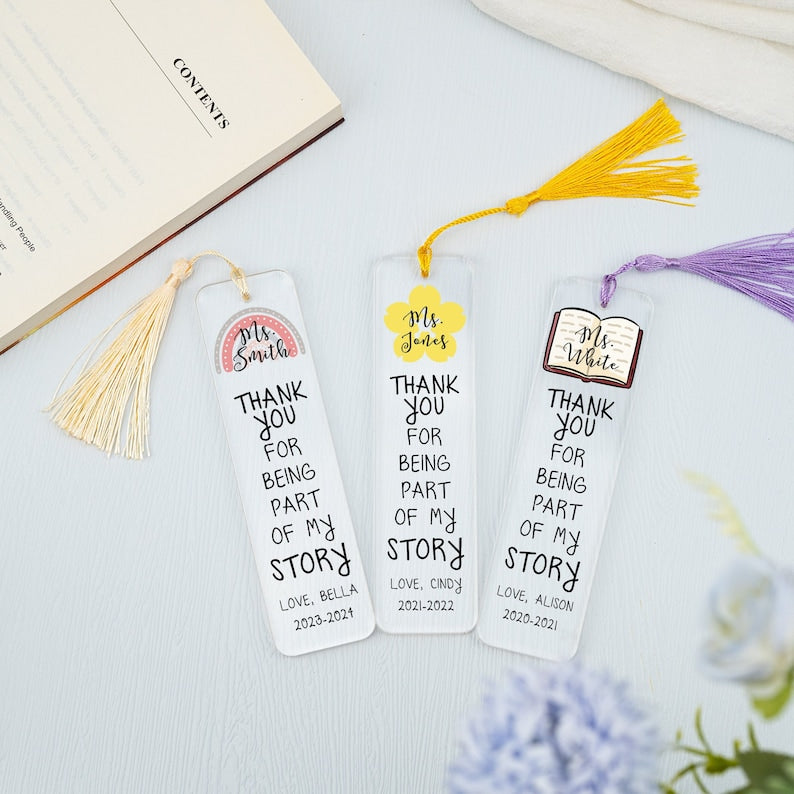 CONTENTS
Handling People
Ms.
Smith
THANK
YOU
FOR
BEING
PART
OF MY
STORY
LOVE, BELLA
2023-2024
Ms.
Jones
THANK
YOU
FOR
BEING
PART
OF MY
STORY
LOVE, CINDY
2021-2022
Ms.
White
THANK
YOU
FOR
BEING
PART
OF MY
STORY
LOVE, ALISON
2020-2021